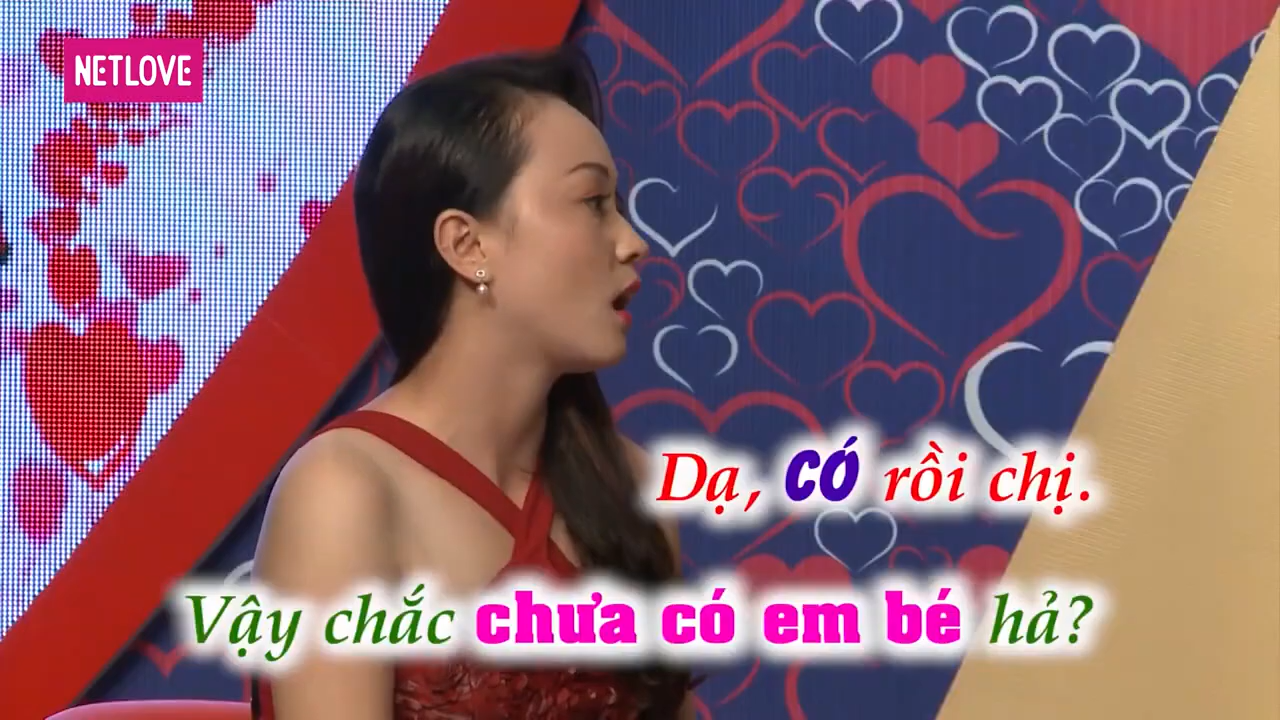 NETLOVE
Dạ, CÓ rồi chị.
Vậy chắc chưa có em bé hả?